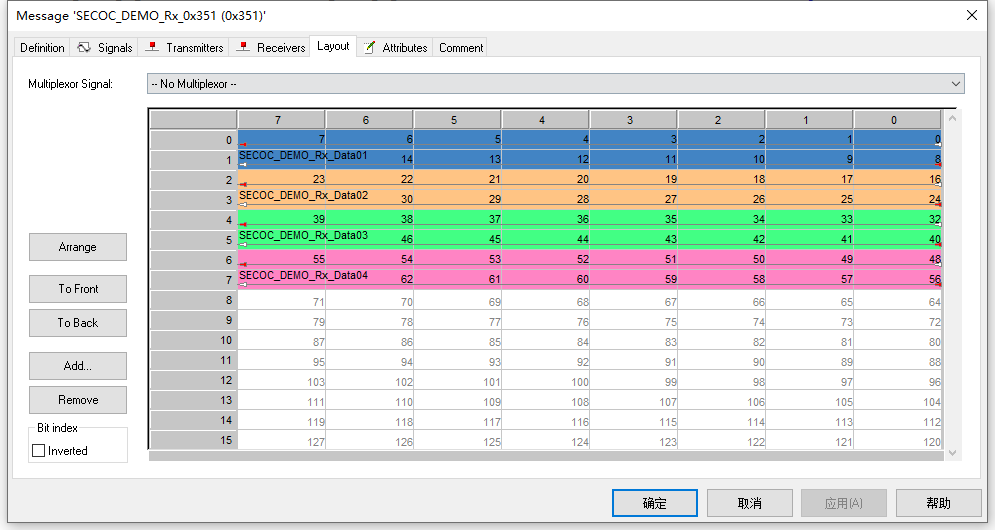 Message 'SECOC_DEMO_Rx_0x351 (0x351)'
Definition Signals Transmitters Receivers Layout Attributes Comment
Multiplexor Signal: -- No Multiplexor --
7 6 5 4 3 2 1 0
0 7 6 5 4 3 2 1 0
1 SECOC_DEMO_Rx_Data01 14 13 12 11 10 9 8
2 23 22 21 20 19 18 17 16
3 SECOC_DEMO_Rx_Data02 30 29 28 27 26 25 24
4 39 38 37 36 35 34 33 32
5 SECOC_DEMO_Rx_Data03 46 45 44 43 42 41 40
6 55 54 53 52 51 50 49 48
7 SECOC_DEMO_Rx_Data04 62 61 60 59 58 57 56
8 71 70 69 68 67 66 65 64
9 79 78 77 76 75 74 73 72
10 87 86 85 84 83 82 81 80
11 95 94 93 92 91 90 89 88
12 103 102 101 100 99 98 97 96
13 111 110 109 108 107 106 105 104
14 119 118 117 116 115 114 113 112
15 127 126 125 124 123 122 121 120
Arrange
To Front
To Back
Add...
Remove
Bit index
Inverted
确定 取消 应用(A) 帮助